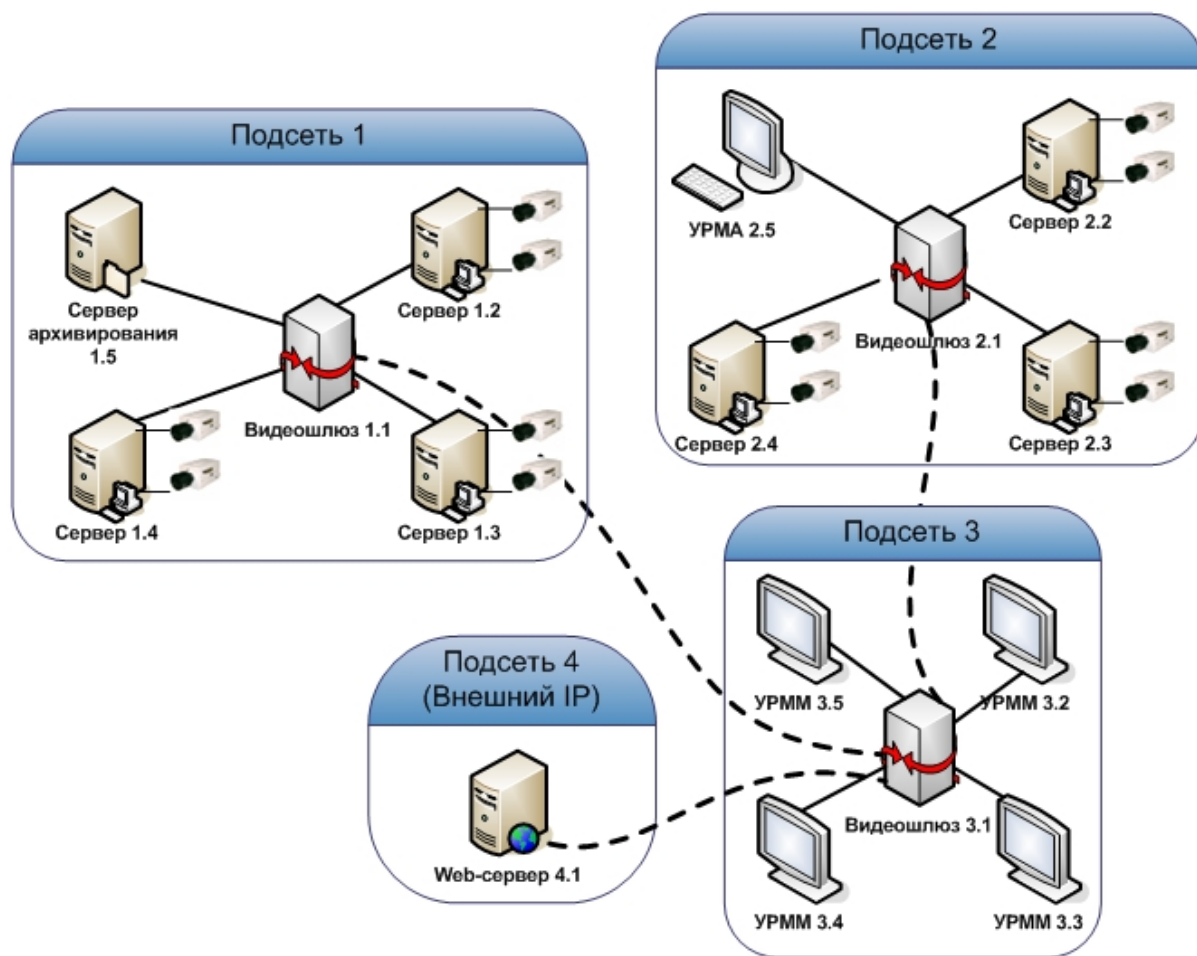 Подсеть 1
Сервер
архивирования
1.5
Сервер 1.2
Видеошлюз 1.1
Сервер 1.4
Сервер 1.3
Подсеть 2
УРМА 2.5
Сервер 2.2
Видеошлюз 2.1
Сервер 2.4
Сервер 2.3
Подсеть 3
УРММ 3.5
УРММ 3.2
Видеошлюз 3.1
УРММ 3.4
УРММ 3.3
Подсеть 4
(Внешний IP)
Web-сервер 4.1